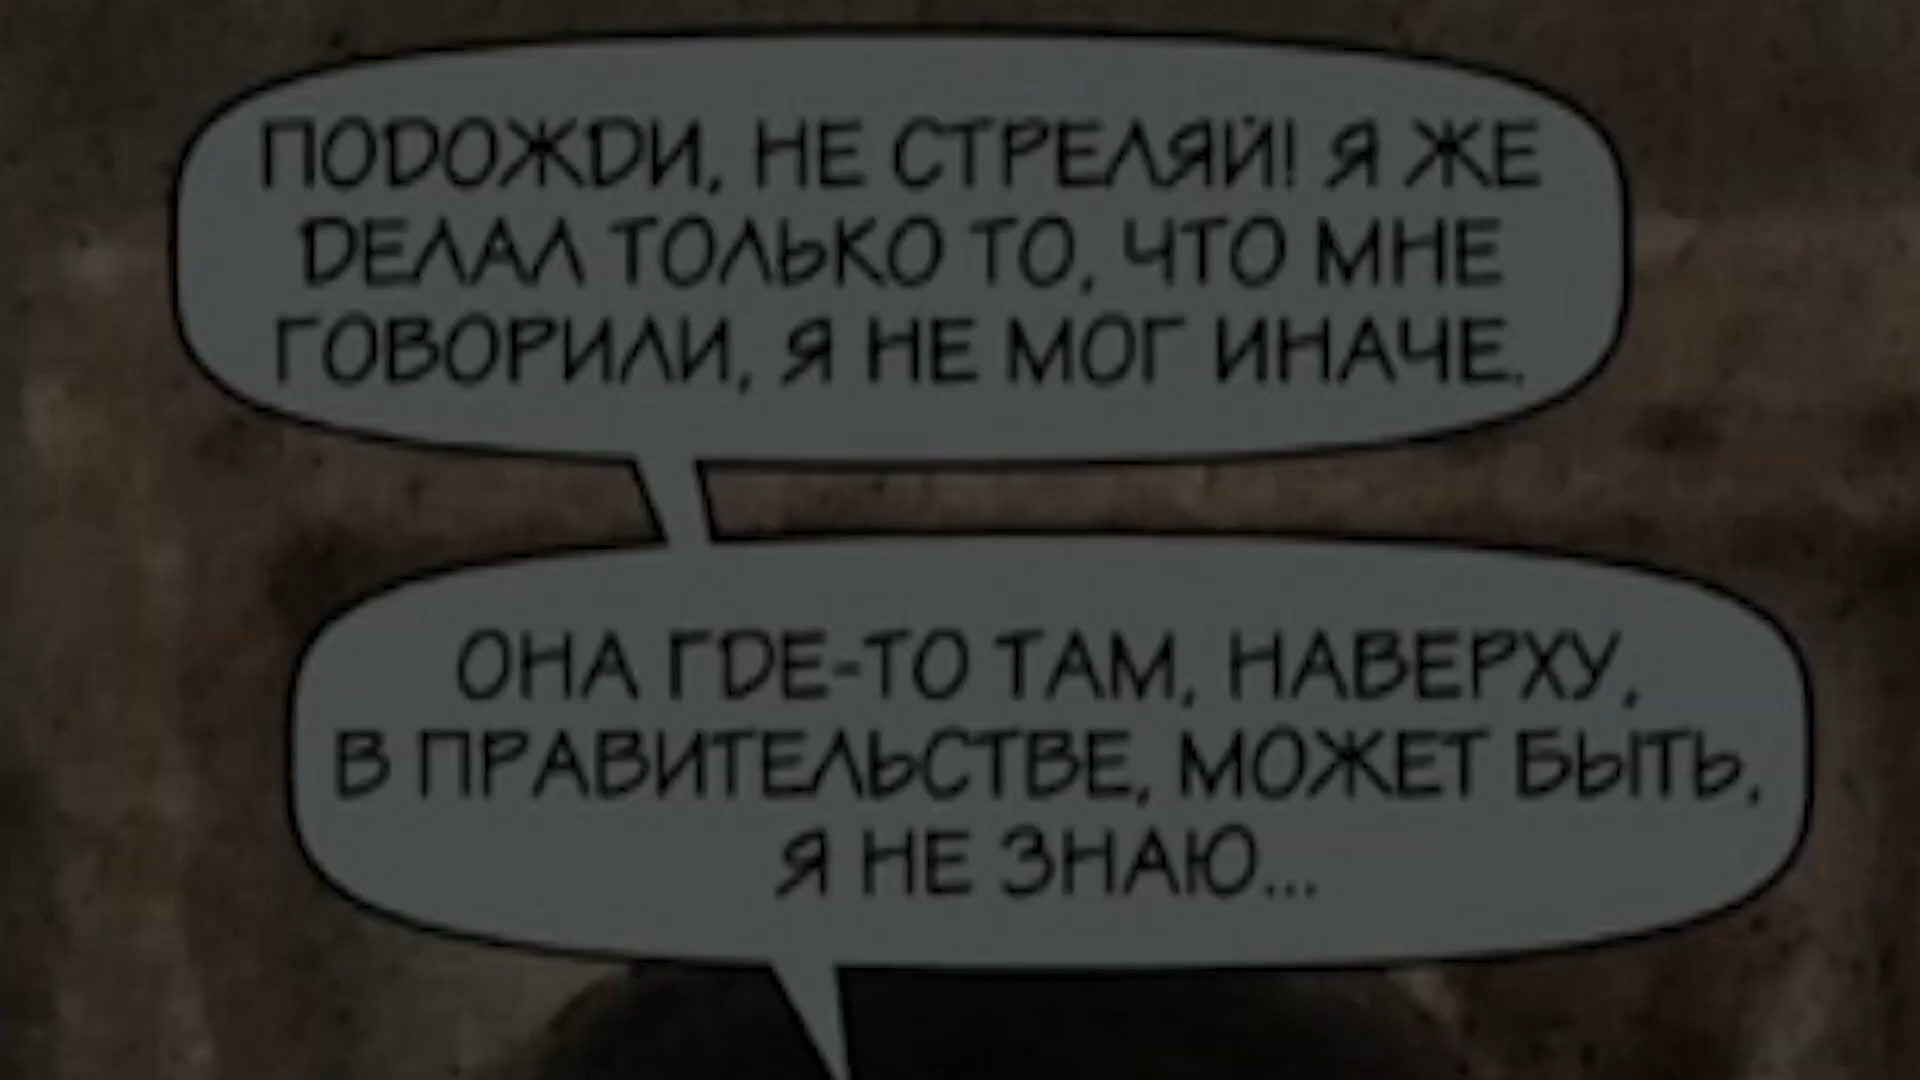 ПОДОЖДИ, НЕ СТРЕЛЯЙ! Я ЖЕ
ДЕЛАЛ ТОЛЬКО ТО, ЧТО МНЕ
ГОВОРИЛИ, Я НЕ МОГ ИНАЧЕ.
ОНА ГДЕ-ТО ТАМ, НАВЕРХУ,
В ПРАВИТЕЛЬСТВЕ, МОЖЕТ БЫТЬ,
Я НЕ ЗНАЮ...